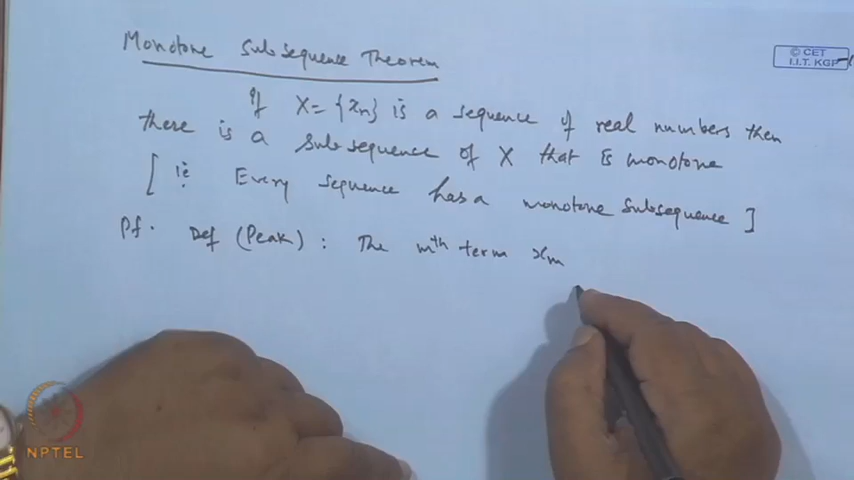 Monotone Subsequence Theorem
© CET
I.I.T. KGP
If X = {xn} is a sequence of real numbers then
there is a subsequence of X that is monotone
[ ie Every sequence has a monotone subsequence ]
Pf. Def (Peak) : The mth term xm
NPTEL